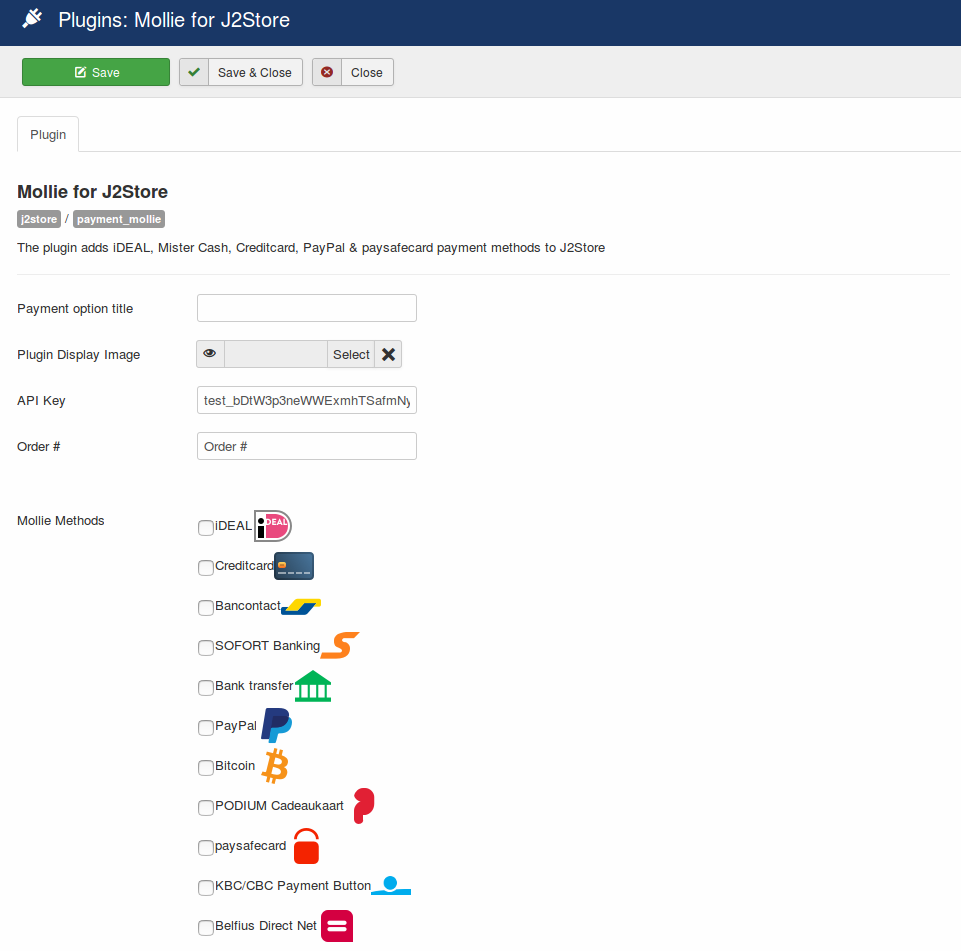 Plugins: Mollie for J2Store
Save Save & Close Close
Plugin
Mollie for J2Store
j2store / payment_mollie
The plugin adds iDEAL, Mister Cash, Creditcard, PayPal & paysafecard payment methods to J2Store
Payment option title
Plugin Display Image Select
API Key test_bDtW3p3neWWExmhTSafmNy
Order # Order #
Mollie Methods
iDEAL iDEAL
Creditcard
Bancontact
SOFORT Banking
Bank transfer
PayPal
Bitcoin
PODIUM Cadeaukaart
paysafecard
KBC/CBC Payment Button
Belfius Direct Net